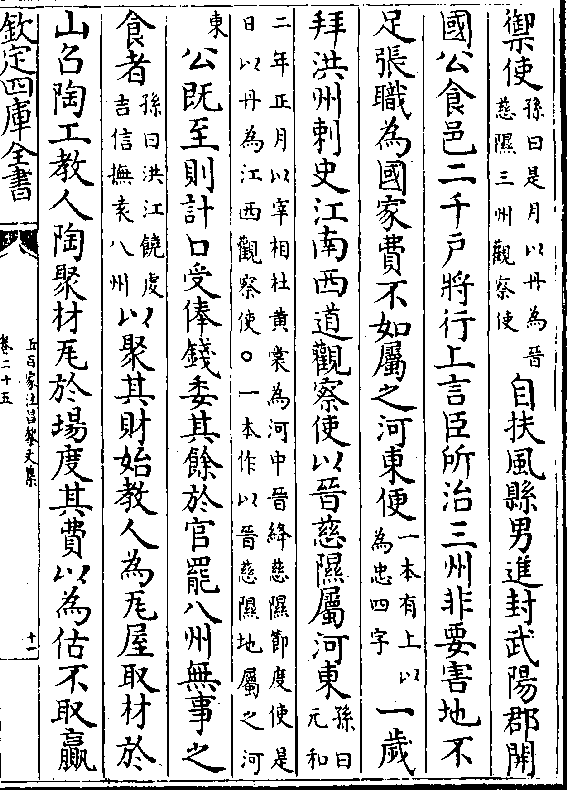 禦使
孫曰是月以丹為晉
慈隰三州觀察使
自扶風縣男進封武陽郡開
國公食邑二千戸將行上言臣所治三州非要害地不
足張職為國家費不如屬之河東便
一本有上以
為忠四字
一歲
拜洪州刺史江南西道觀察使以晉慈隰屬河東
孫曰
元和
二年正月以宰相杜黄裳為河中晉絳慈隰節度使是
日以丹為江西觀察使○一本作以晉慈隰地屬之河
東
公既至則計口受俸錢委其餘於官罷八州無事之
食者
孫曰洪江饒虔
吉信撫袁八州
以聚其財始教人為瓦屋取材於
山召陶工教人陶聚材瓦於場度其費以為估不取贏
欽定四庫全書
五百家注昌黎文集
卷二十五
十一